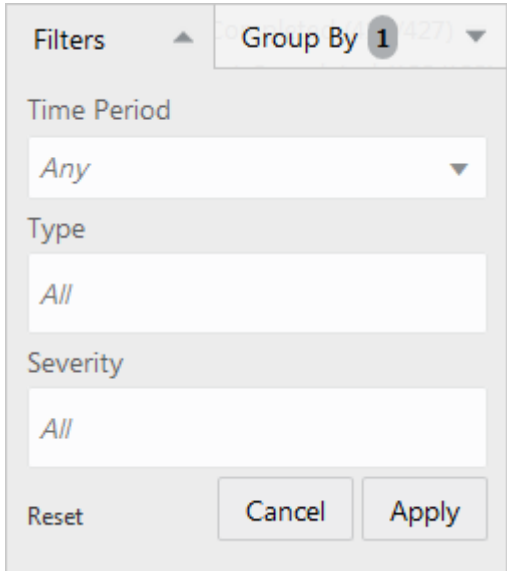 Filters
Group By 1
Time Period
Any
Type
All
Severity
All
Reset
Cancel
Apply